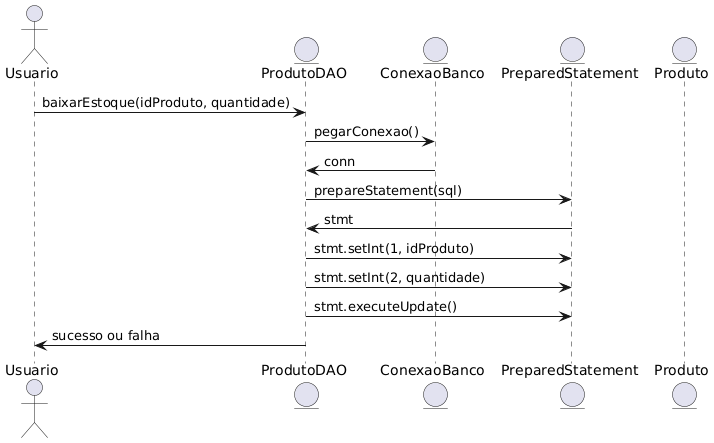 Usuario
ProdutoDAO
ConexaoBanco
PreparedStatement
Produto
baixarEstoque(idProduto, quantidade)
pegarConexao()
conn
prepareStatement(sql)
stmt
stmt.setInt(1, idProduto)
stmt.setInt(2, quantidade)
stmt.executeUpdate()
sucesso ou falha
Usuario
ProdutoDAO
ConexaoBanco
PreparedStatement
Produto